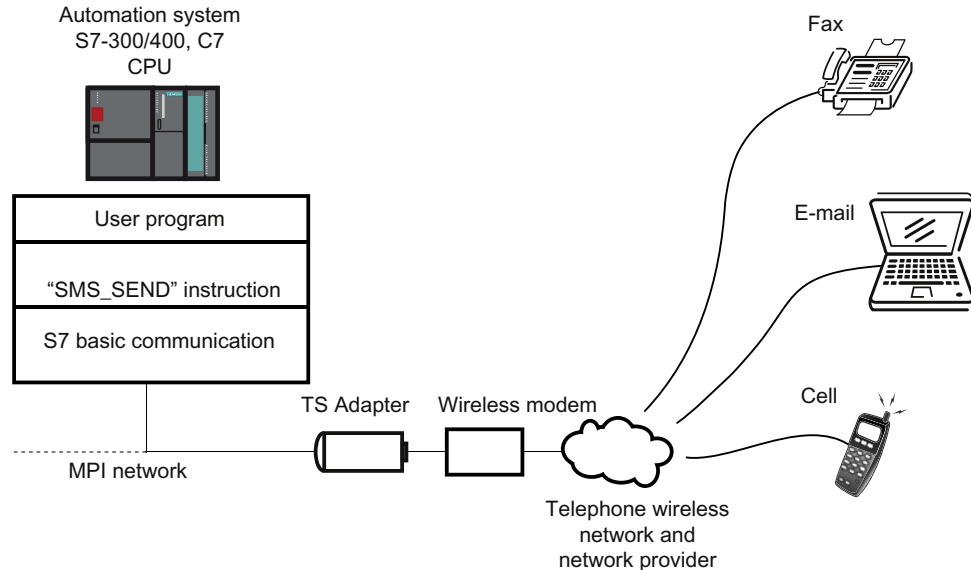 Automation system
S7-300/400, C7
CPU
Fax
User program
E-mail
“SMS_SEND” instruction
S7 basic communication
TS Adapter
Wireless modem
Cell
MPI network
Telephone wireless
network and
network provider